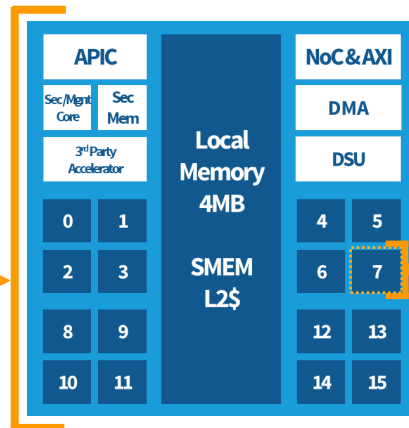 APIC
Sec/Mgnt
Core
Sec
Mem
3rd Party
Accelerator
0 1
2 3
8 9
10 11
Local
Memory
4MB
SMEM
L2$
NoC & AXI
DMA
DSU
4 5
6 7
12 13
14 15